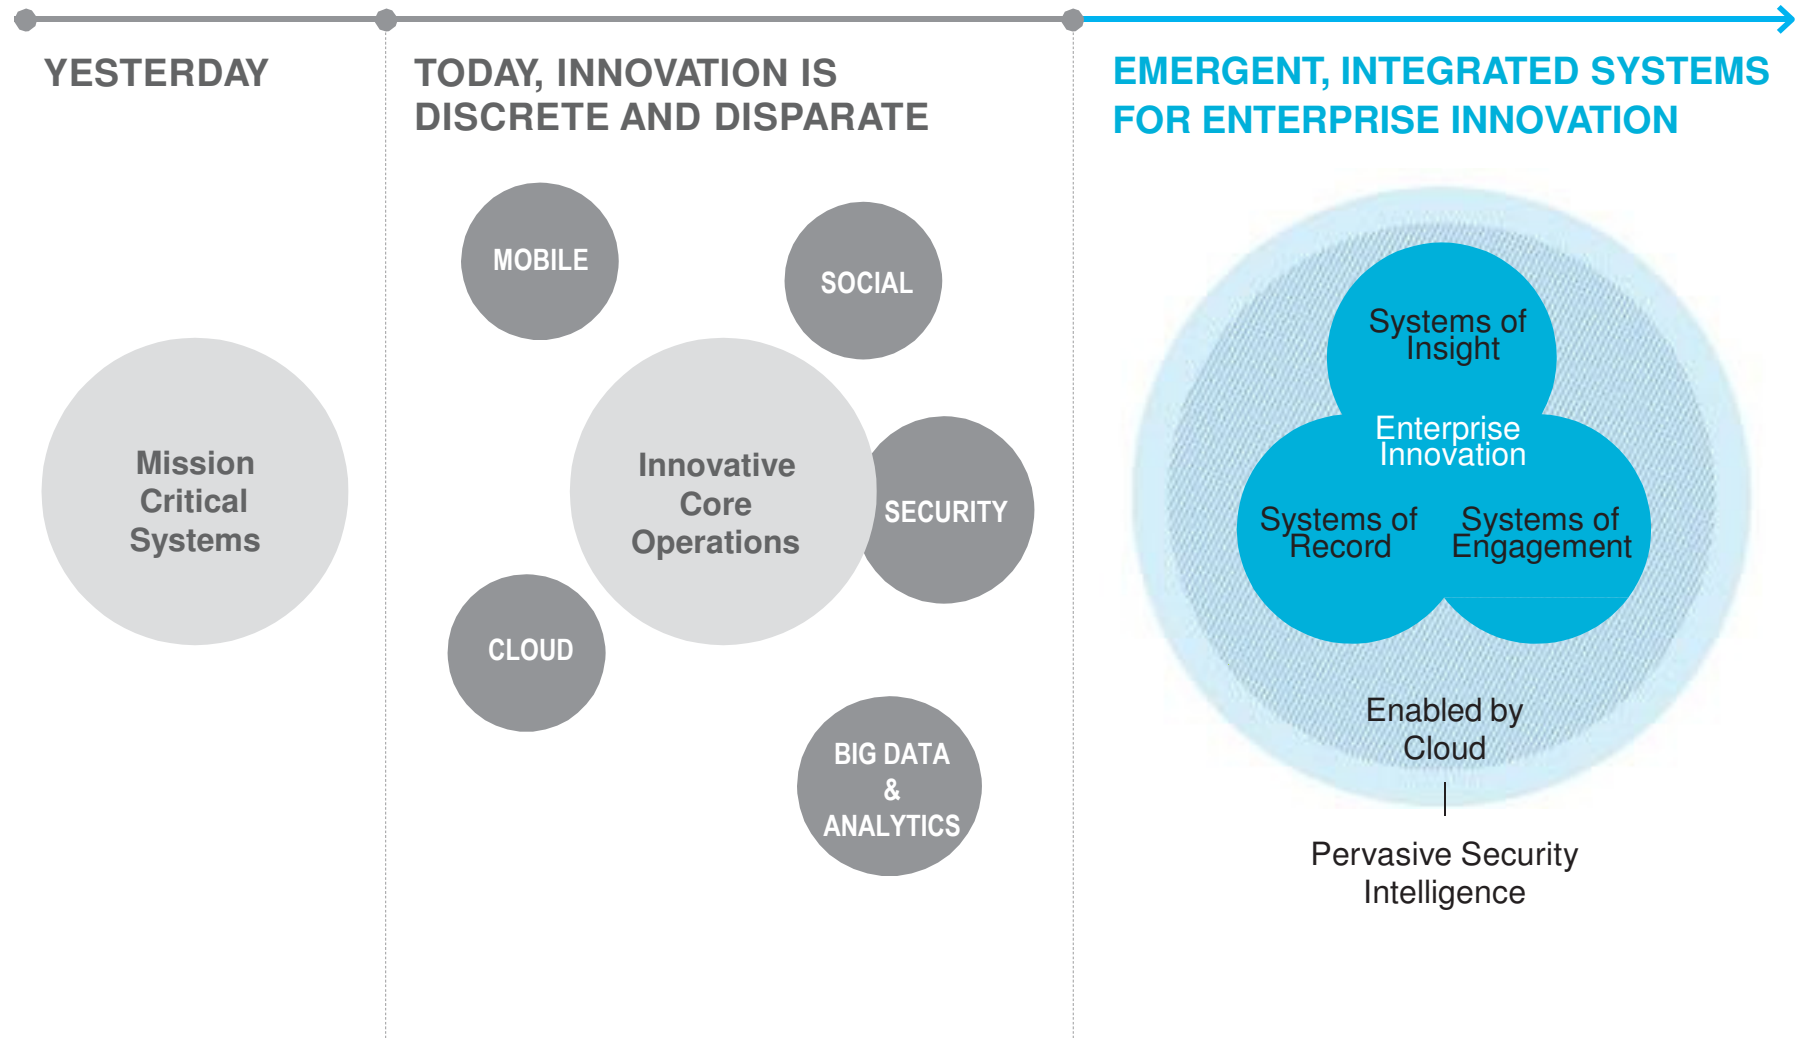 YESTERDAY
TODAY, INNOVATION IS
DISCRETE AND DISPARATE
EMERGENT, INTEGRATED SYSTEMS
FOR ENTERPRISE INNOVATION
Mission
Critical
Systems
MOBILE
SOCIAL
Innovative
Core
Operations
SECURITY
CLOUD
BIG DATA
&
ANALYTICS
Systems of
Insight
Enterprise
Innovation
Systems of
Record
Systems of
Engagement
Enabled by
Cloud
Pervasive Security
Intelligence